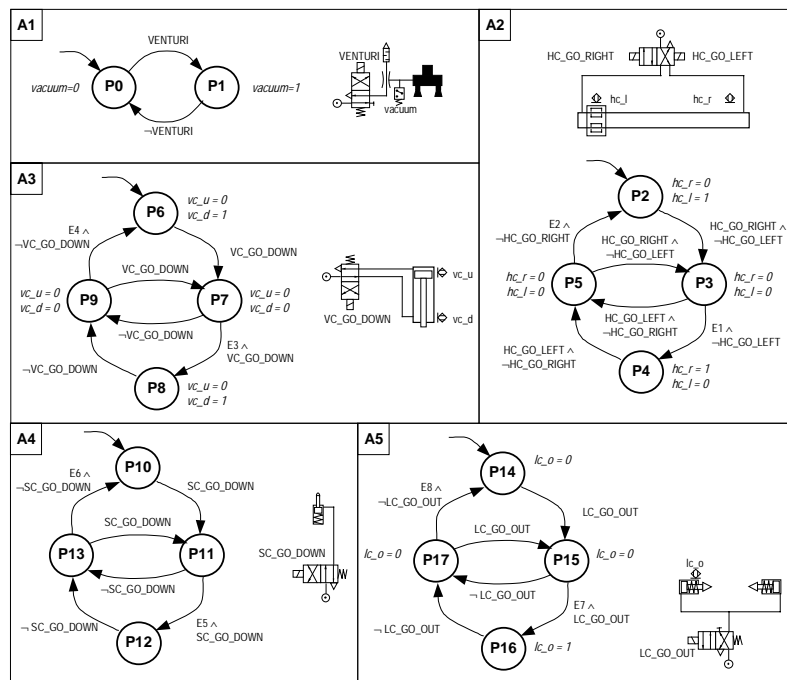 A1
VENTURI
P0
P1
vacuum=0
vacuum=1
¬VENTURI
VENTURI
vacuum
A2
HC_GO_RIGHT
HC_GO_LEFT
hc_l
hc_r
P2
hc_r = 0
hc_l = 1
E2 ∧
¬HC_GO_RIGHT
HC_GO_RIGHT ∧
¬HC_GO_LEFT
HC_GO_RIGHT ∧
¬HC_GO_LEFT
hc_r = 0
hc_l = 0
P5
P3
hc_r = 0
hc_l = 0
HC_GO_LEFT ∧
¬HC_GO_RIGHT
HC_GO_LEFT ∧
¬HC_GO_RIGHT
E1 ∧
¬HC_GO_LEFT
P4
hc_r = 1
hc_l = 0
A3
P6
vc_u = 0
vc_d = 1
E4 ∧
¬VC_GO_DOWN
VC_GO_DOWN
VC_GO_DOWN
vc_u = 0
vc_d = 0
P9
P7
vc_u = 0
vc_d = 0
¬VC_GO_DOWN
¬VC_GO_DOWN
E3 ∧
VC_GO_DOWN
P8
vc_u = 0
vc_d = 1
vc_u
vc_d
VC_GO_DOWN
A4
P10
E6 ∧
¬SC_GO_DOWN
SC_GO_DOWN
SC_GO_DOWN
P13
P11
¬SC_GO_DOWN
¬SC_GO_DOWN
E5 ∧
SC_GO_DOWN
P12
SC_GO_DOWN
A5
P14
lc_o = 0
E8 ∧
¬LC_GO_OUT
LC_GO_OUT
LC_GO_OUT
lc_o = 0
P17
P15
lc_o = 0
¬LC_GO_OUT
¬LC_GO_OUT
E7 ∧
LC_GO_OUT
P16
lc_o = 1
lc_o
LC_GO_OUT